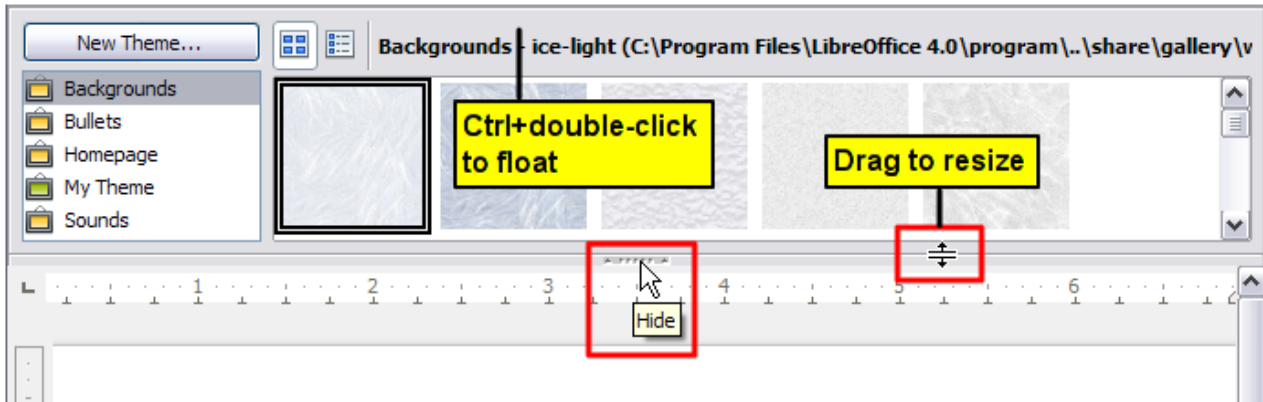 New Theme...
Backgrounds - ice-light (C:\Program Files\LibreOffice 4.0\program\..\share\gallery\
Backgrounds
Bullets
Homepage
My Theme
Sounds
Ctrl+double-click
to float
Drag to resize
1 2 3 4 5 6
Hide